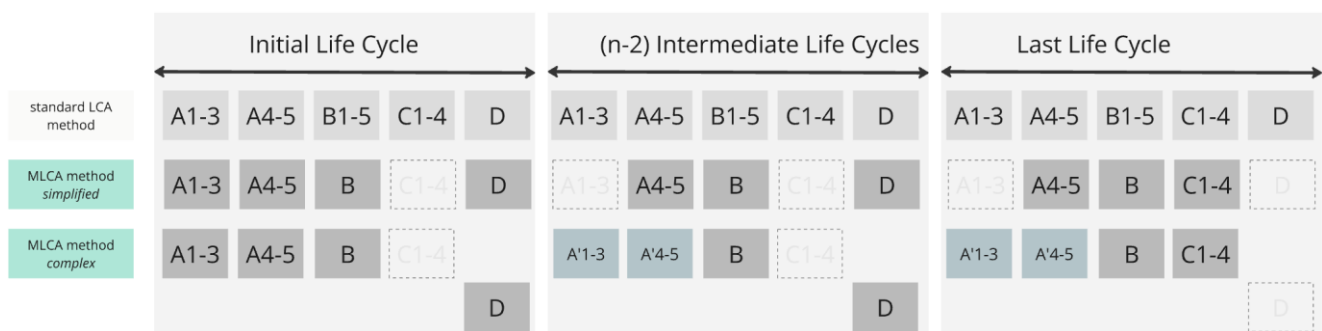 Initial Life Cycle (n-2) Intermediate Life Cycles Last Life Cycle
standard LCA
method
A1-3 A4-5 B1-5 C1-4 D A1-3 A4-5 B1-5 C1-4 D A1-3 A4-5 B1-5 C1-4 D
MLCA method
simplified
A1-3 A4-5 B C1-4 D A1-3 A4-5 B C1-4 D A1-3 A4-5 B C1-4 D
MLCA method
complex
A1-3 A4-5 B C1-4 A'1-3 A'4-5 B C1-4 A'1-3 A'4-5 B C1-4
D D D